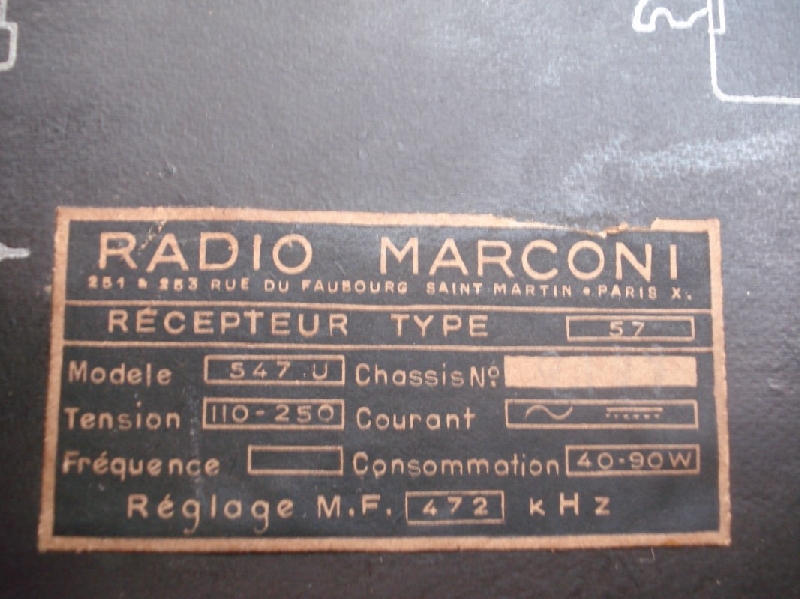 RADIO MARCONI
251 & 253 RUE DU FAUBOURG SAINT MARTIN • PARIS X.
RÉCEPTEUR TYPE 57
Modele 547 U Chassis Nº
Tension 110-250 Courant
Fréquence Consommation 40-90W
Réglage M.F. 472 kHz